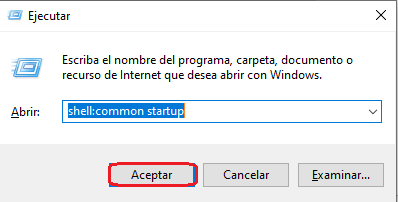 Ejecutar
Escriba el nombre del programa, carpeta, documento o
recurso de Internet que desea abrir con Windows.
Abrir: shell:common startup
Aceptar Cancelar Examinar...